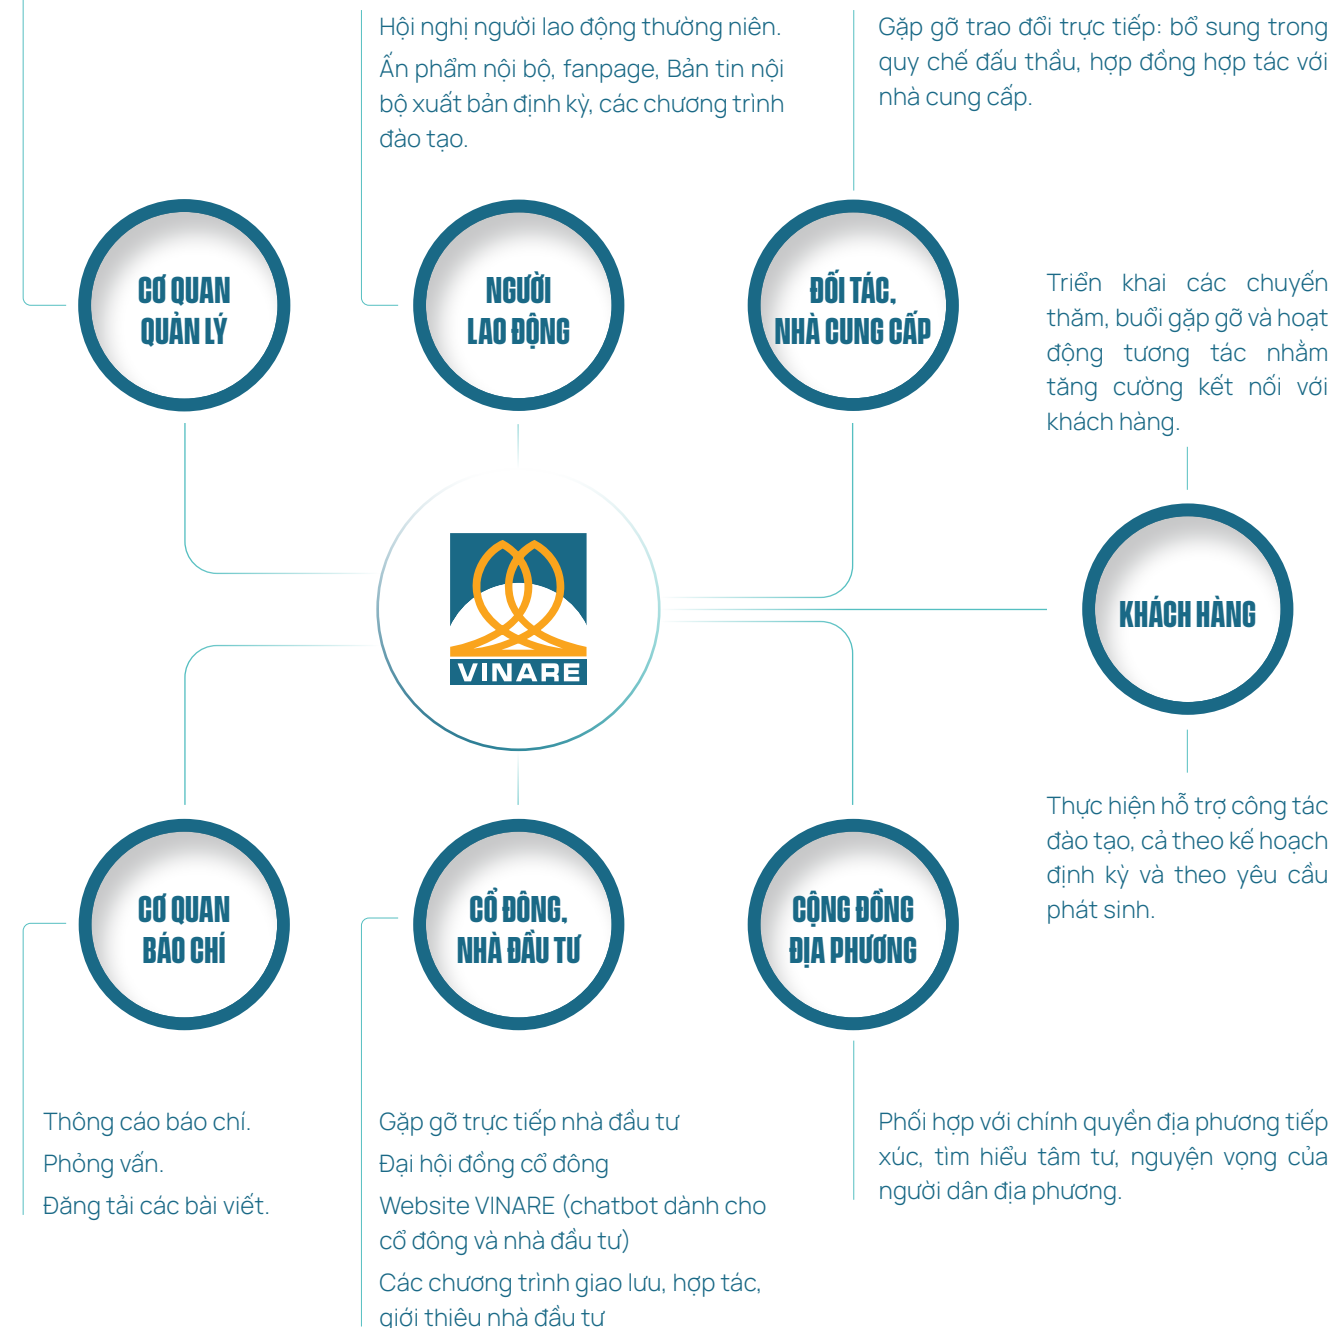 Hội nghị người lao động thường niên.
Ấn phẩm nội bộ, fanpage, Bản tin nội
bộ xuất bản định kỳ, các chương trình
đào tạo.
Gặp gỡ trao đổi trực tiếp: bổ sung trong
quy chế đấu thầu, hợp đồng hợp tác với
nhà cung cấp.
CƠ QUAN
QUẢN LÝ
NGƯỜI
LAO ĐỘNG
ĐỐI TÁC,
NHÀ CUNG CẤP
Triển khai các chuyến
thăm, buổi gặp gỡ và hoạt
động tương tác nhằm
tăng cường kết nối với
khách hàng.
VINARE
KHÁCH HÀNG
Thực hiện hỗ trợ công tác
đào tạo, cả theo kế hoạch
định kỳ và theo yêu cầu
phát sinh.
CƠ QUAN
BÁO CHÍ
CỔ ĐÔNG,
NHÀ ĐẦU TƯ
CỘNG ĐỒNG
ĐỊA PHƯƠNG
Thông cáo báo chí.
Phỏng vấn.
Đăng tải các bài viết.
Gặp gỡ trực tiếp nhà đầu tư
Đại hội đồng cổ đông
Website VINARE (chatbot dành cho
cổ đông và nhà đầu tư)
Các chương trình giao lưu, hợp tác,
giới thiệu nhà đầu tư
Phối hợp với chính quyền địa phương tiếp
xúc, tìm hiểu tâm tư, nguyện vọng của
người dân địa phương.